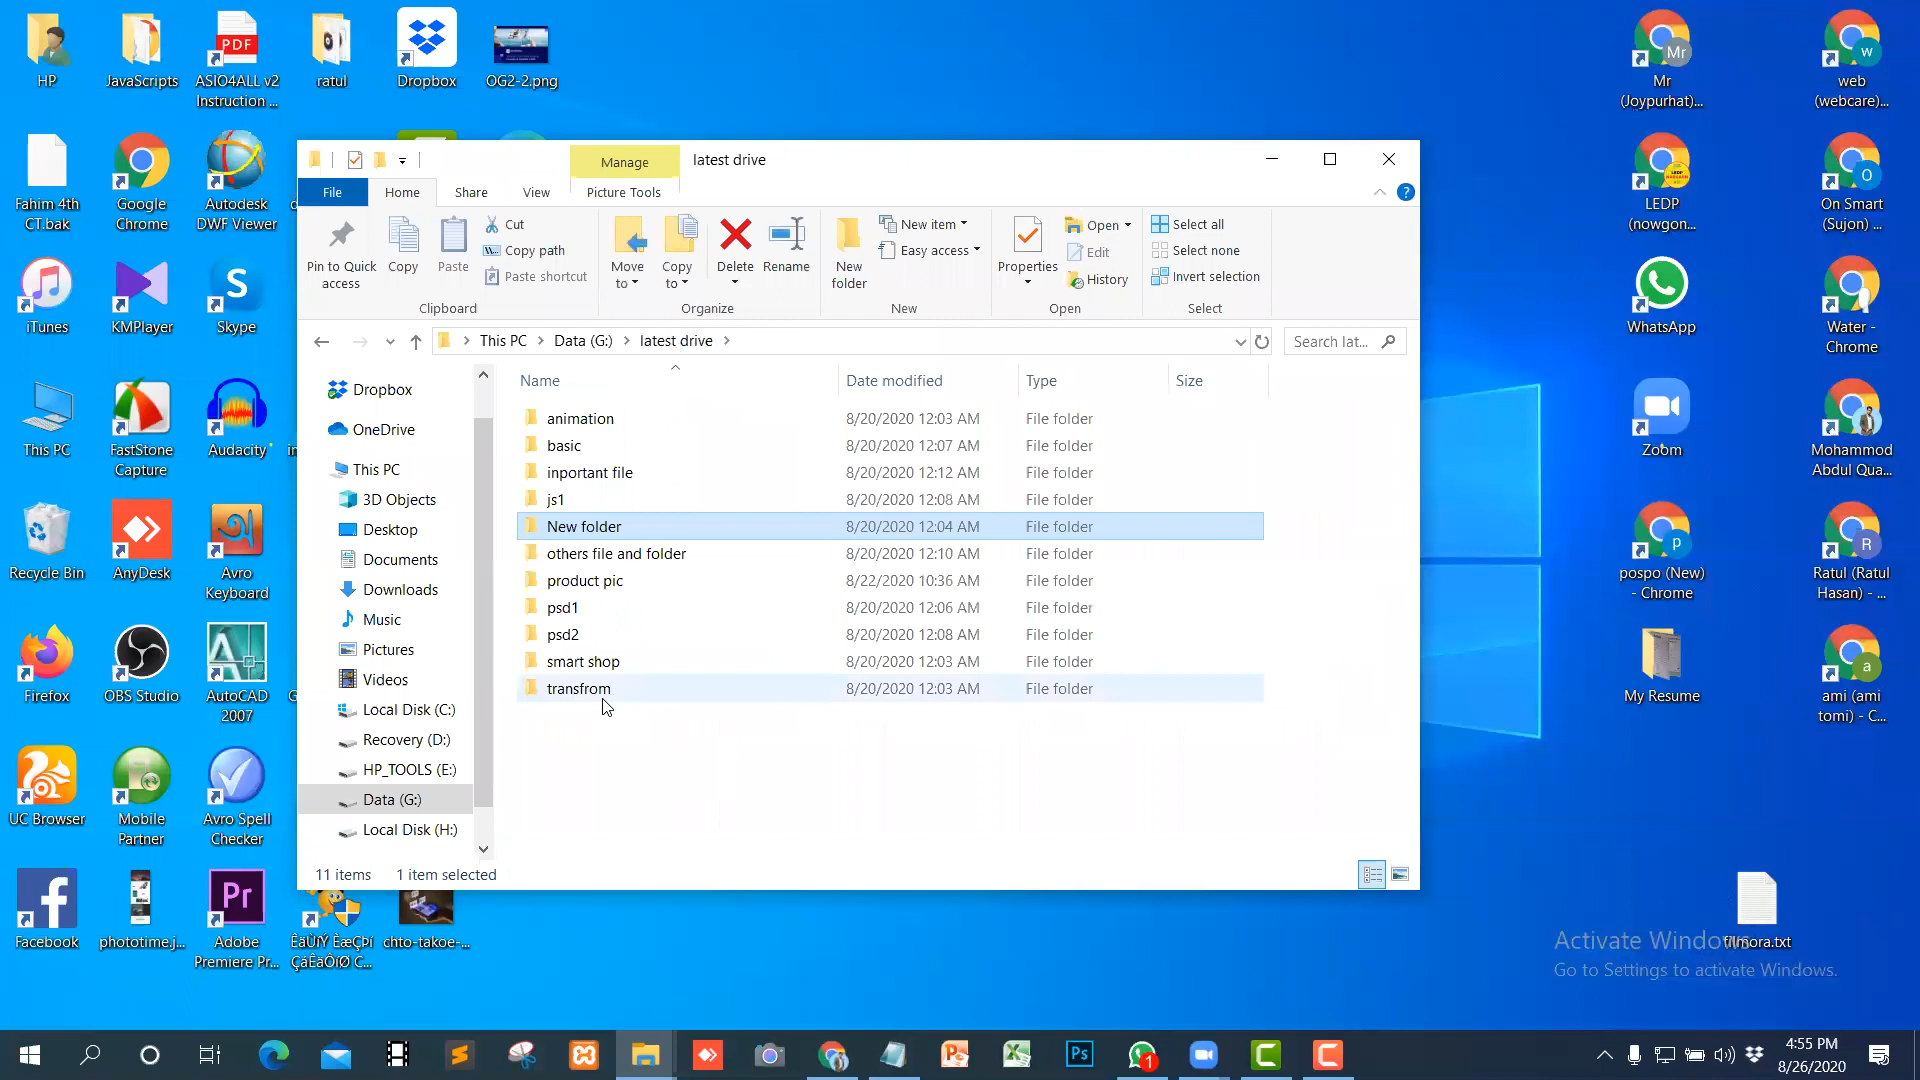 HP
JavaScripts
ASIO4ALL v2
Instruction ...
PDF
ratul
Dropbox
OG2-2.png
Mr
Mr
(Joypurhat)...
w
web
(webcare)...
Fahim 4th
CT.bak
Google
Chrome
Autodesk
DWF Viewer
LEDP
(nowgon...
O
On Smart
(Sujon) ...
iTunes
KMPlayer
S
Skype
WhatsApp
Water -
Chrome
This PC
FastStone
Capture
Audacity
Zoom
Mohammod
Abdul Qua...
Recycle Bin
AnyDesk
Avro
Keyboard
p
pospo (New)
- Chrome
R
Ratul (Ratul
Hasan) - ...
Firefox
OBS Studio
AutoCAD
2007
My Resume
a
ami (ami
tomi) - C...
UC Browser
Mobile
Partner
Avro Spell
Checker
Facebook
phototime.j...
Pr
Adobe
Premiere Pr...
ÊäÙíÝ ÈæÇÞí
ÇáÊäÔíØ C...
chto-takoe-...
filmora.txt
Manage
latest drive
File
Home
Share
View
Picture Tools
Pin to Quick
access
Copy
Paste
Cut
Copy path
Paste shortcut
Clipboard
Move
to
Copy
to
Delete
Rename
Organize
New
folder
New item
Easy access
New
Properties
Open
Edit
History
Open
Select all
Select none
Invert selection
Select
This PC
Data (G:)
latest drive
Search lat...
Dropbox
OneDrive
This PC
3D Objects
Desktop
Documents
Downloads
Music
Pictures
Videos
Local Disk (C:)
Recovery (D:)
HP_TOOLS (E:)
Data (G:)
Local Disk (H:)
Name Date modified Type Size
animation 8/20/2020 12:03 AM File folder
basic 8/20/2020 12:07 AM File folder
inportant file 8/20/2020 12:12 AM File folder
js1 8/20/2020 12:08 AM File folder
New folder 8/20/2020 12:04 AM File folder
others file and folder 8/20/2020 12:10 AM File folder
product pic 8/22/2020 10:36 AM File folder
psd1 8/20/2020 12:06 AM File folder
psd2 8/20/2020 12:08 AM File folder
smart shop 8/20/2020 12:03 AM File folder
transfrom 8/20/2020 12:03 AM File folder
11 items 1 item selected
Activate Windows
Go to Settings to activate Windows.
Ps
1
4:55 PM
8/26/2020